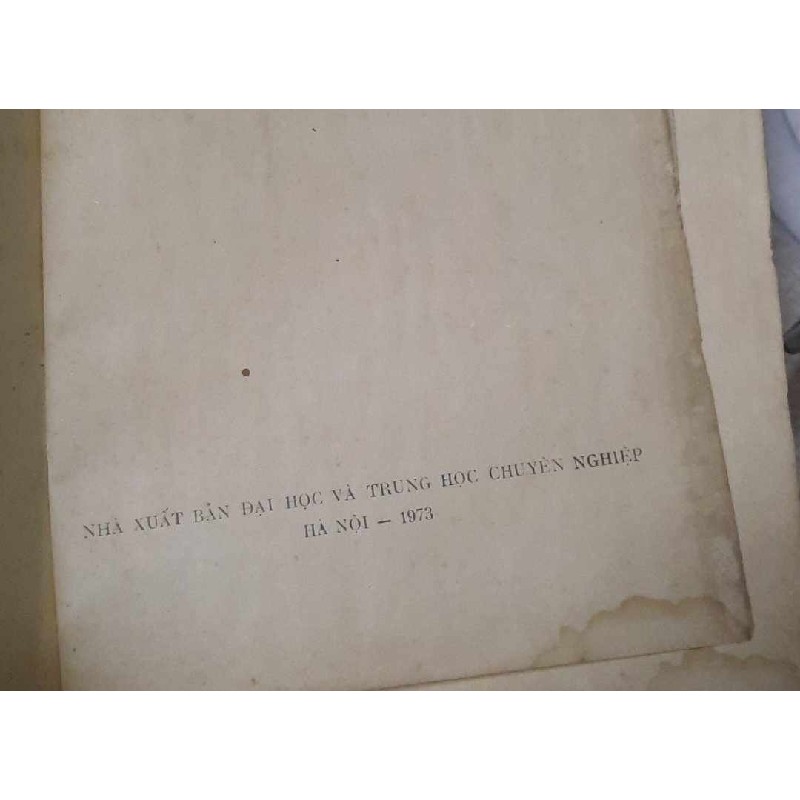 NHÀ XUẤT BẢN ĐẠI HỌC VÀ TRUNG HỌC CHUYÊN NGHIỆP
HÀ NỘI – 1973